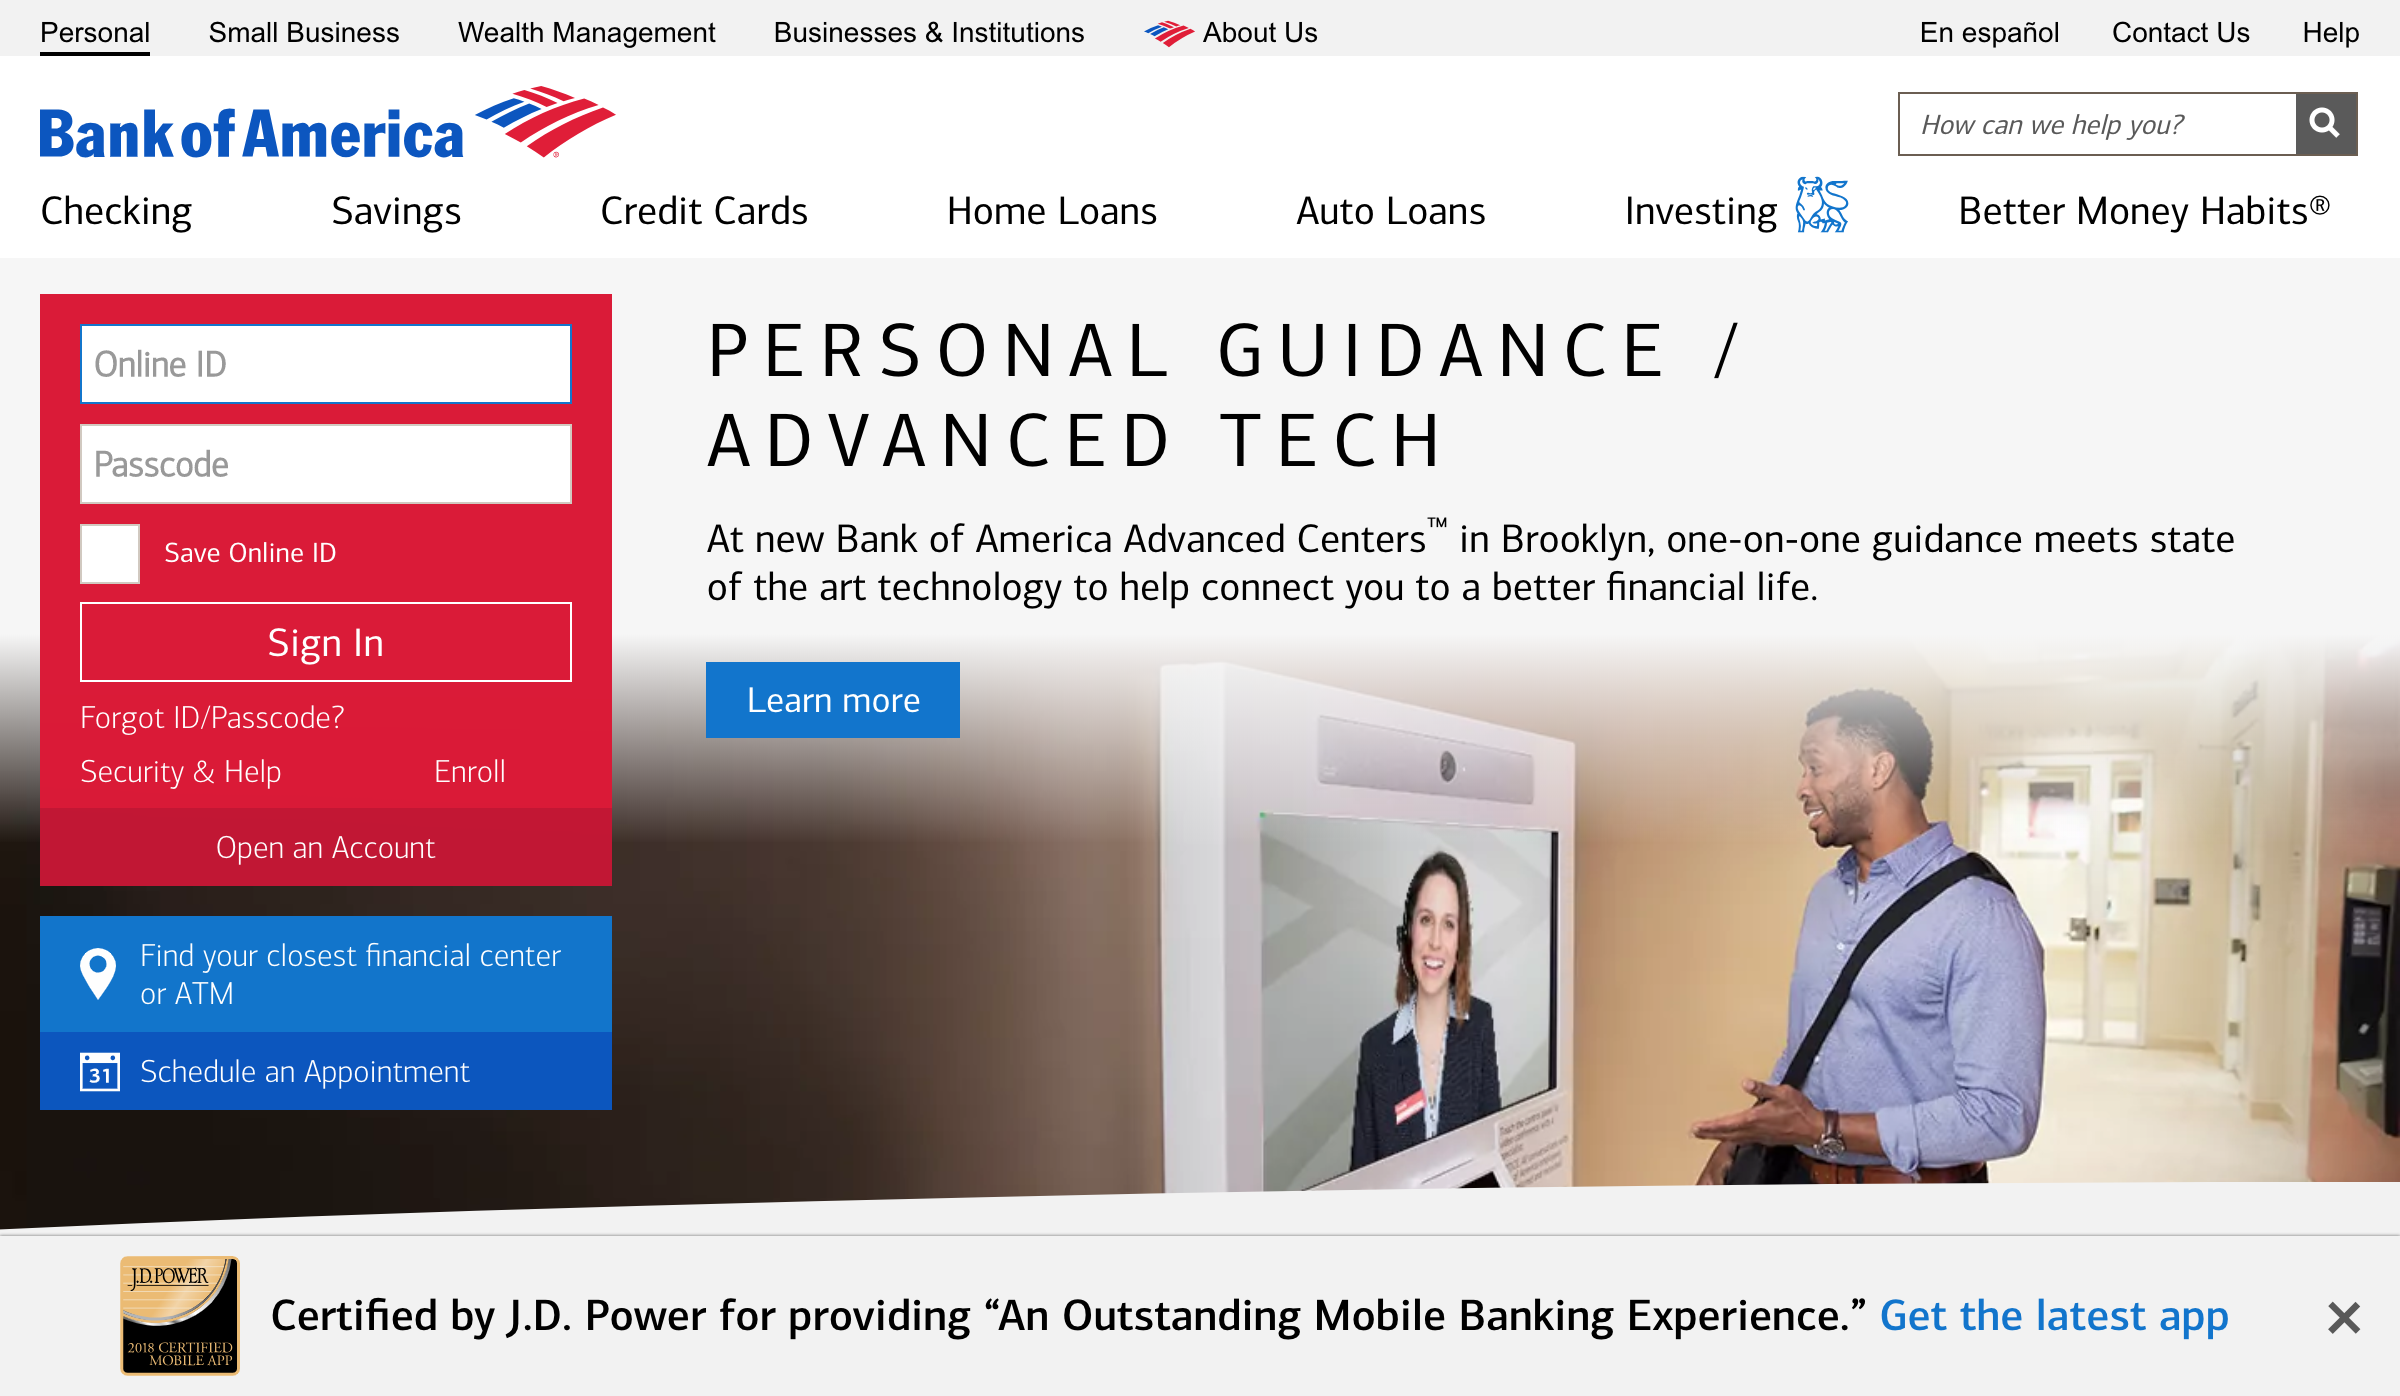 Personal
Small Business
Wealth Management
Businesses & Institutions
About Us
En español
Contact Us
Help
Bank of America
How can we help you?
Checking
Savings
Credit Cards
Home Loans
Auto Loans
Investing
Better Money Habits®
Online ID
Passcode
Save Online ID
Sign In
Forgot ID/Passcode?
Security & Help
Enroll
Open an Account
Find your closest financial center
or ATM
31
Schedule an Appointment
PERSONAL GUIDANCE /
ADVANCED TECH
At new Bank of America Advanced Centers™ in Brooklyn, one-on-one guidance meets state
of the art technology to help connect you to a better financial life.
Learn more
J.D. POWER
2018 CERTIFIED
MOBILE APP
Certified by J.D. Power for providing “An Outstanding Mobile Banking Experience.” Get the latest app